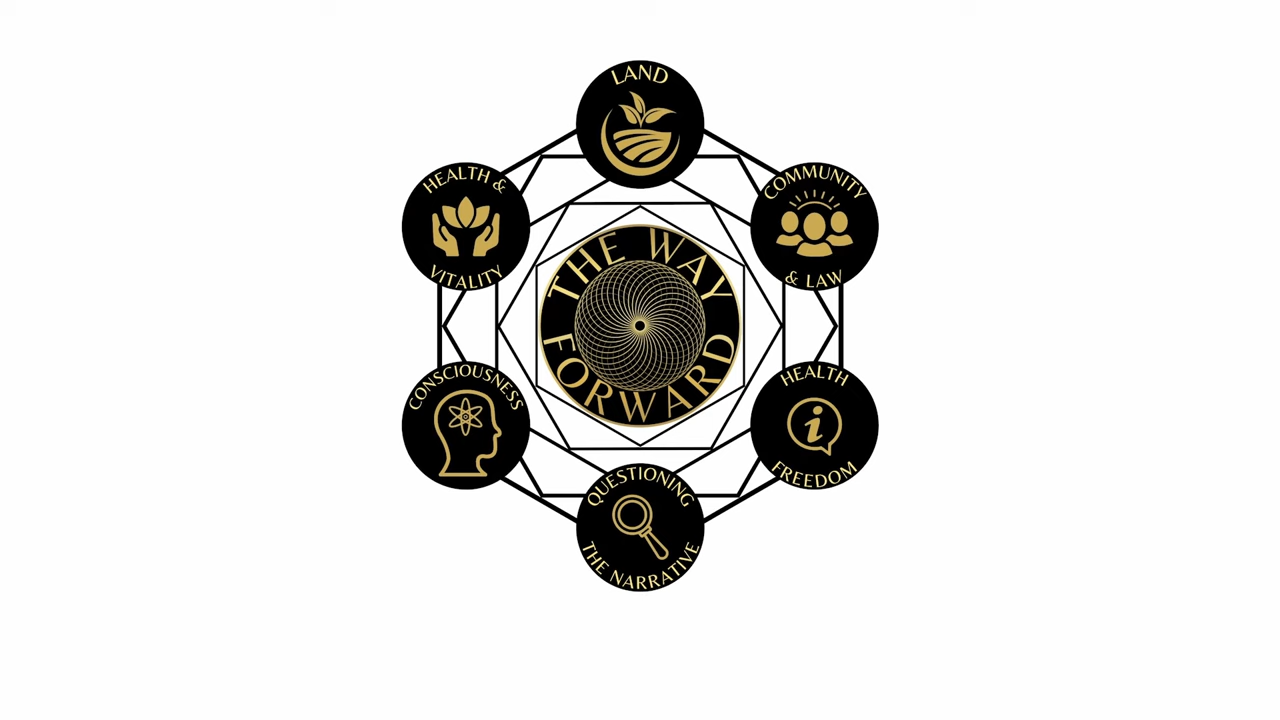 LAND
HEALTH &
VITALITY
COMMUNITY
& LAW
THE WAY
FORWARD
CONSCIOUSNESS
HEALTH
i
FREEDOM
QUESTIONING
THE NARRATIVE